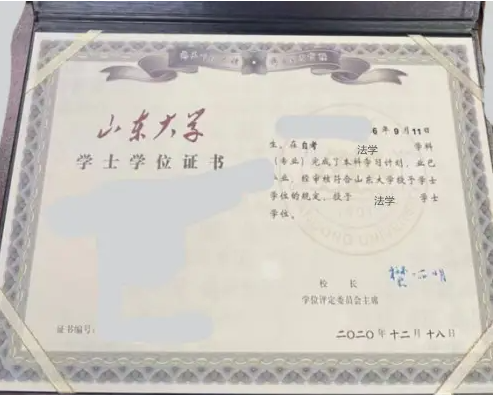 山东大学
学士学位证书
6年9月11日
生。在自考 法学 学科
（专业）完成了本科学习计划，业已
毕业，经审核符合山东大学授予学士
学位的规定，授予 法学 学士
学位。
校 长
学位评定委员会主席
证书编号：
二〇二〇年十二月十八日